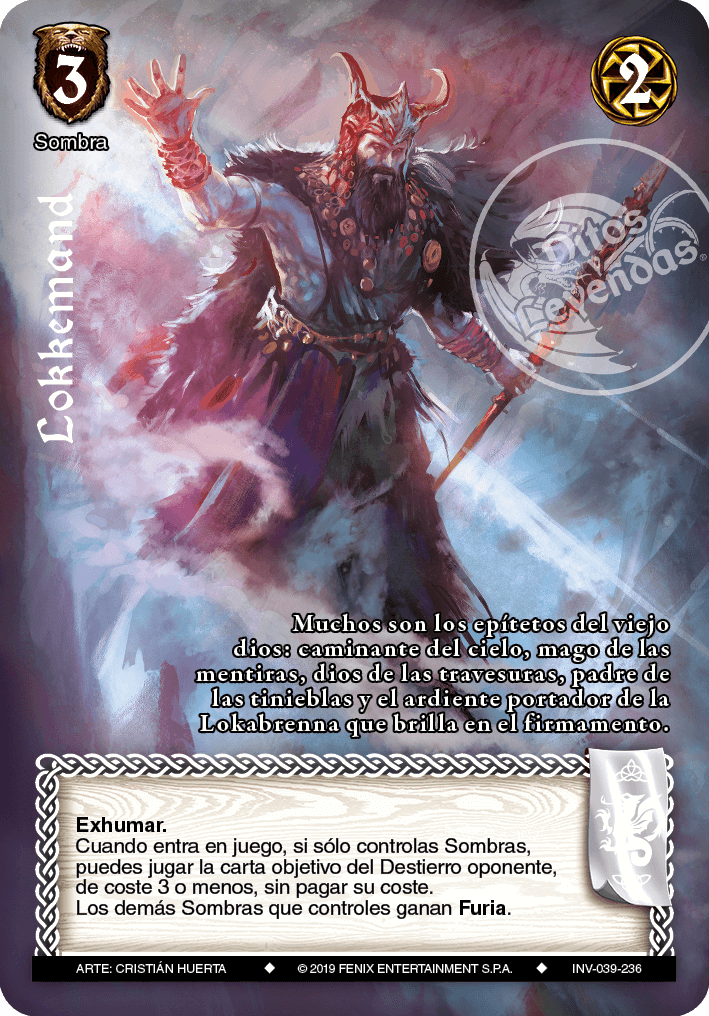 3
2
Sombra
Lokkemand
Mitos
y
Leyendas®
Muchos son los epítetos del viejo
dios: caminante del cielo, mago de las
mentiras, dios de las travesuras, padre de
las tinieblas y el ardiente portador de la
Lokabrenna que brilla en el firmamento.
Exhumar.
Cuando entra en juego, si sólo controlas Sombras,
puedes jugar la carta objetivo del Destierro oponente,
de coste 3 o menos, sin pagar su coste.
Los demás Sombras que controles ganan Furia.
ARTE: CRISTIÁN HUERTA ◆ © 2019 FENIX ENTERTAINMENT S.P.A. ◆ INV-039-236